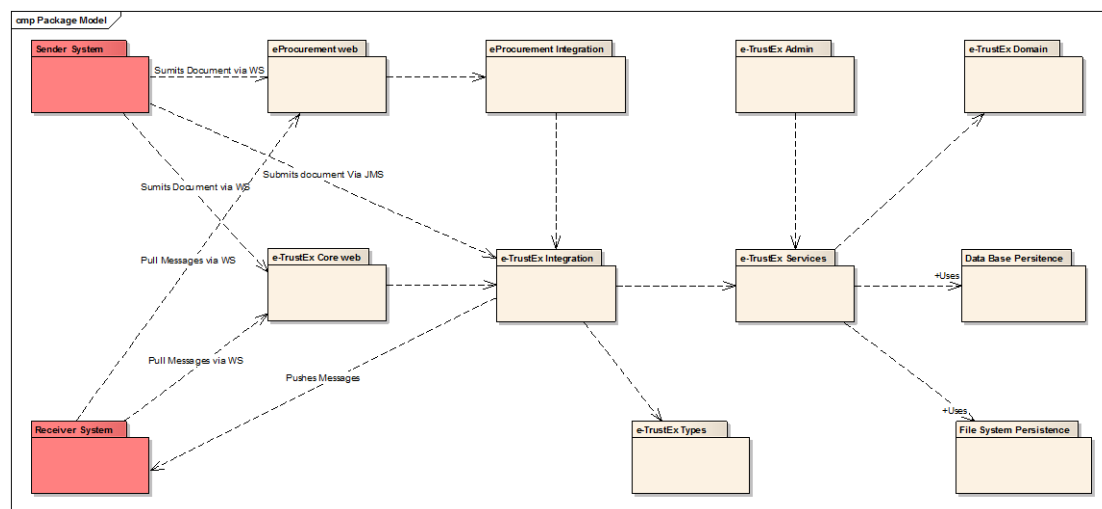 cmp Package Model
Sender System
eProcurement web
eProcurement Integration
e-TrustEx Admin
e-TrustEx Domain
Sumits Document via WS
Submits document Via JMS
Sumits Document via WS
e-TrustEx Core web
e-TrustEx Integration
e-TrustEx Services
Data Base Persitence
Pull Messages via WS
+Uses
Pull Messages via WS
Pushes Messages
+Uses
Receiver System
e-TrustEx Types
File System Persistence